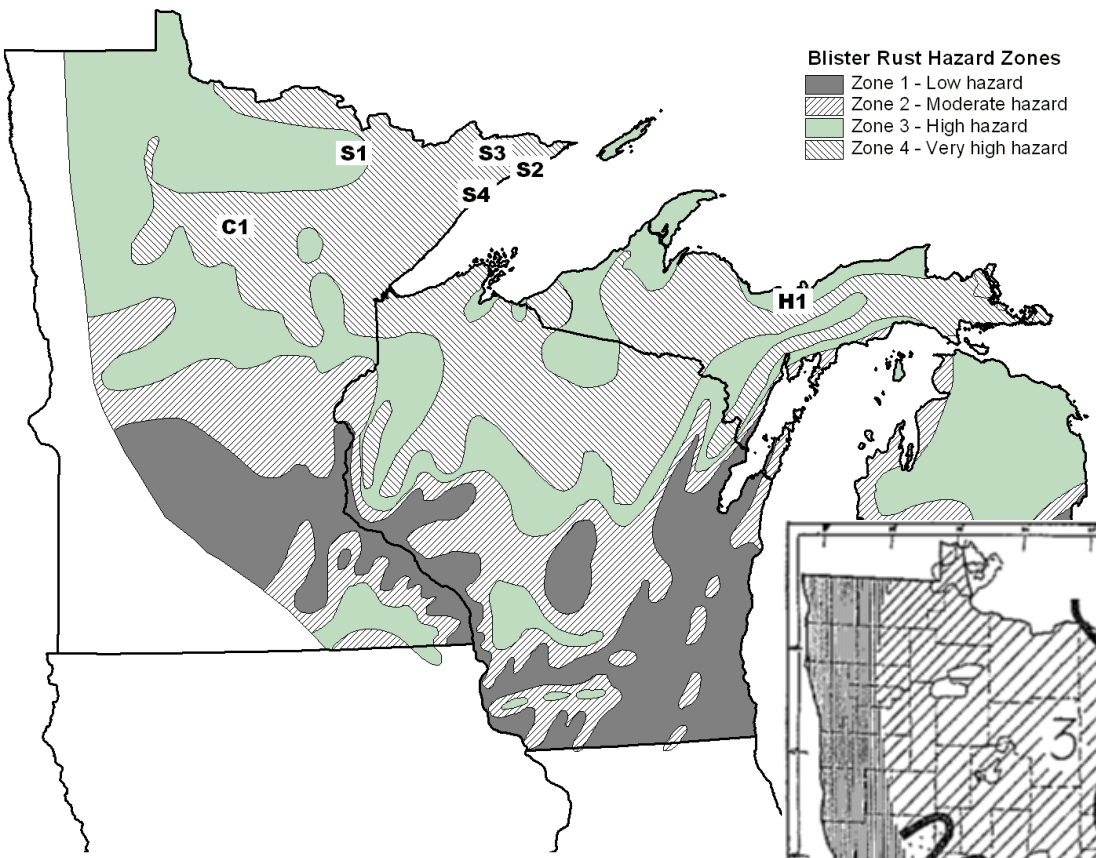 Blister Rust Hazard Zones
Zone 1 - Low hazard
Zone 2 - Moderate hazard
Zone 3 - High hazard
Zone 4 - Very high hazard
S1
S3
S2
S4
C1
H1
3